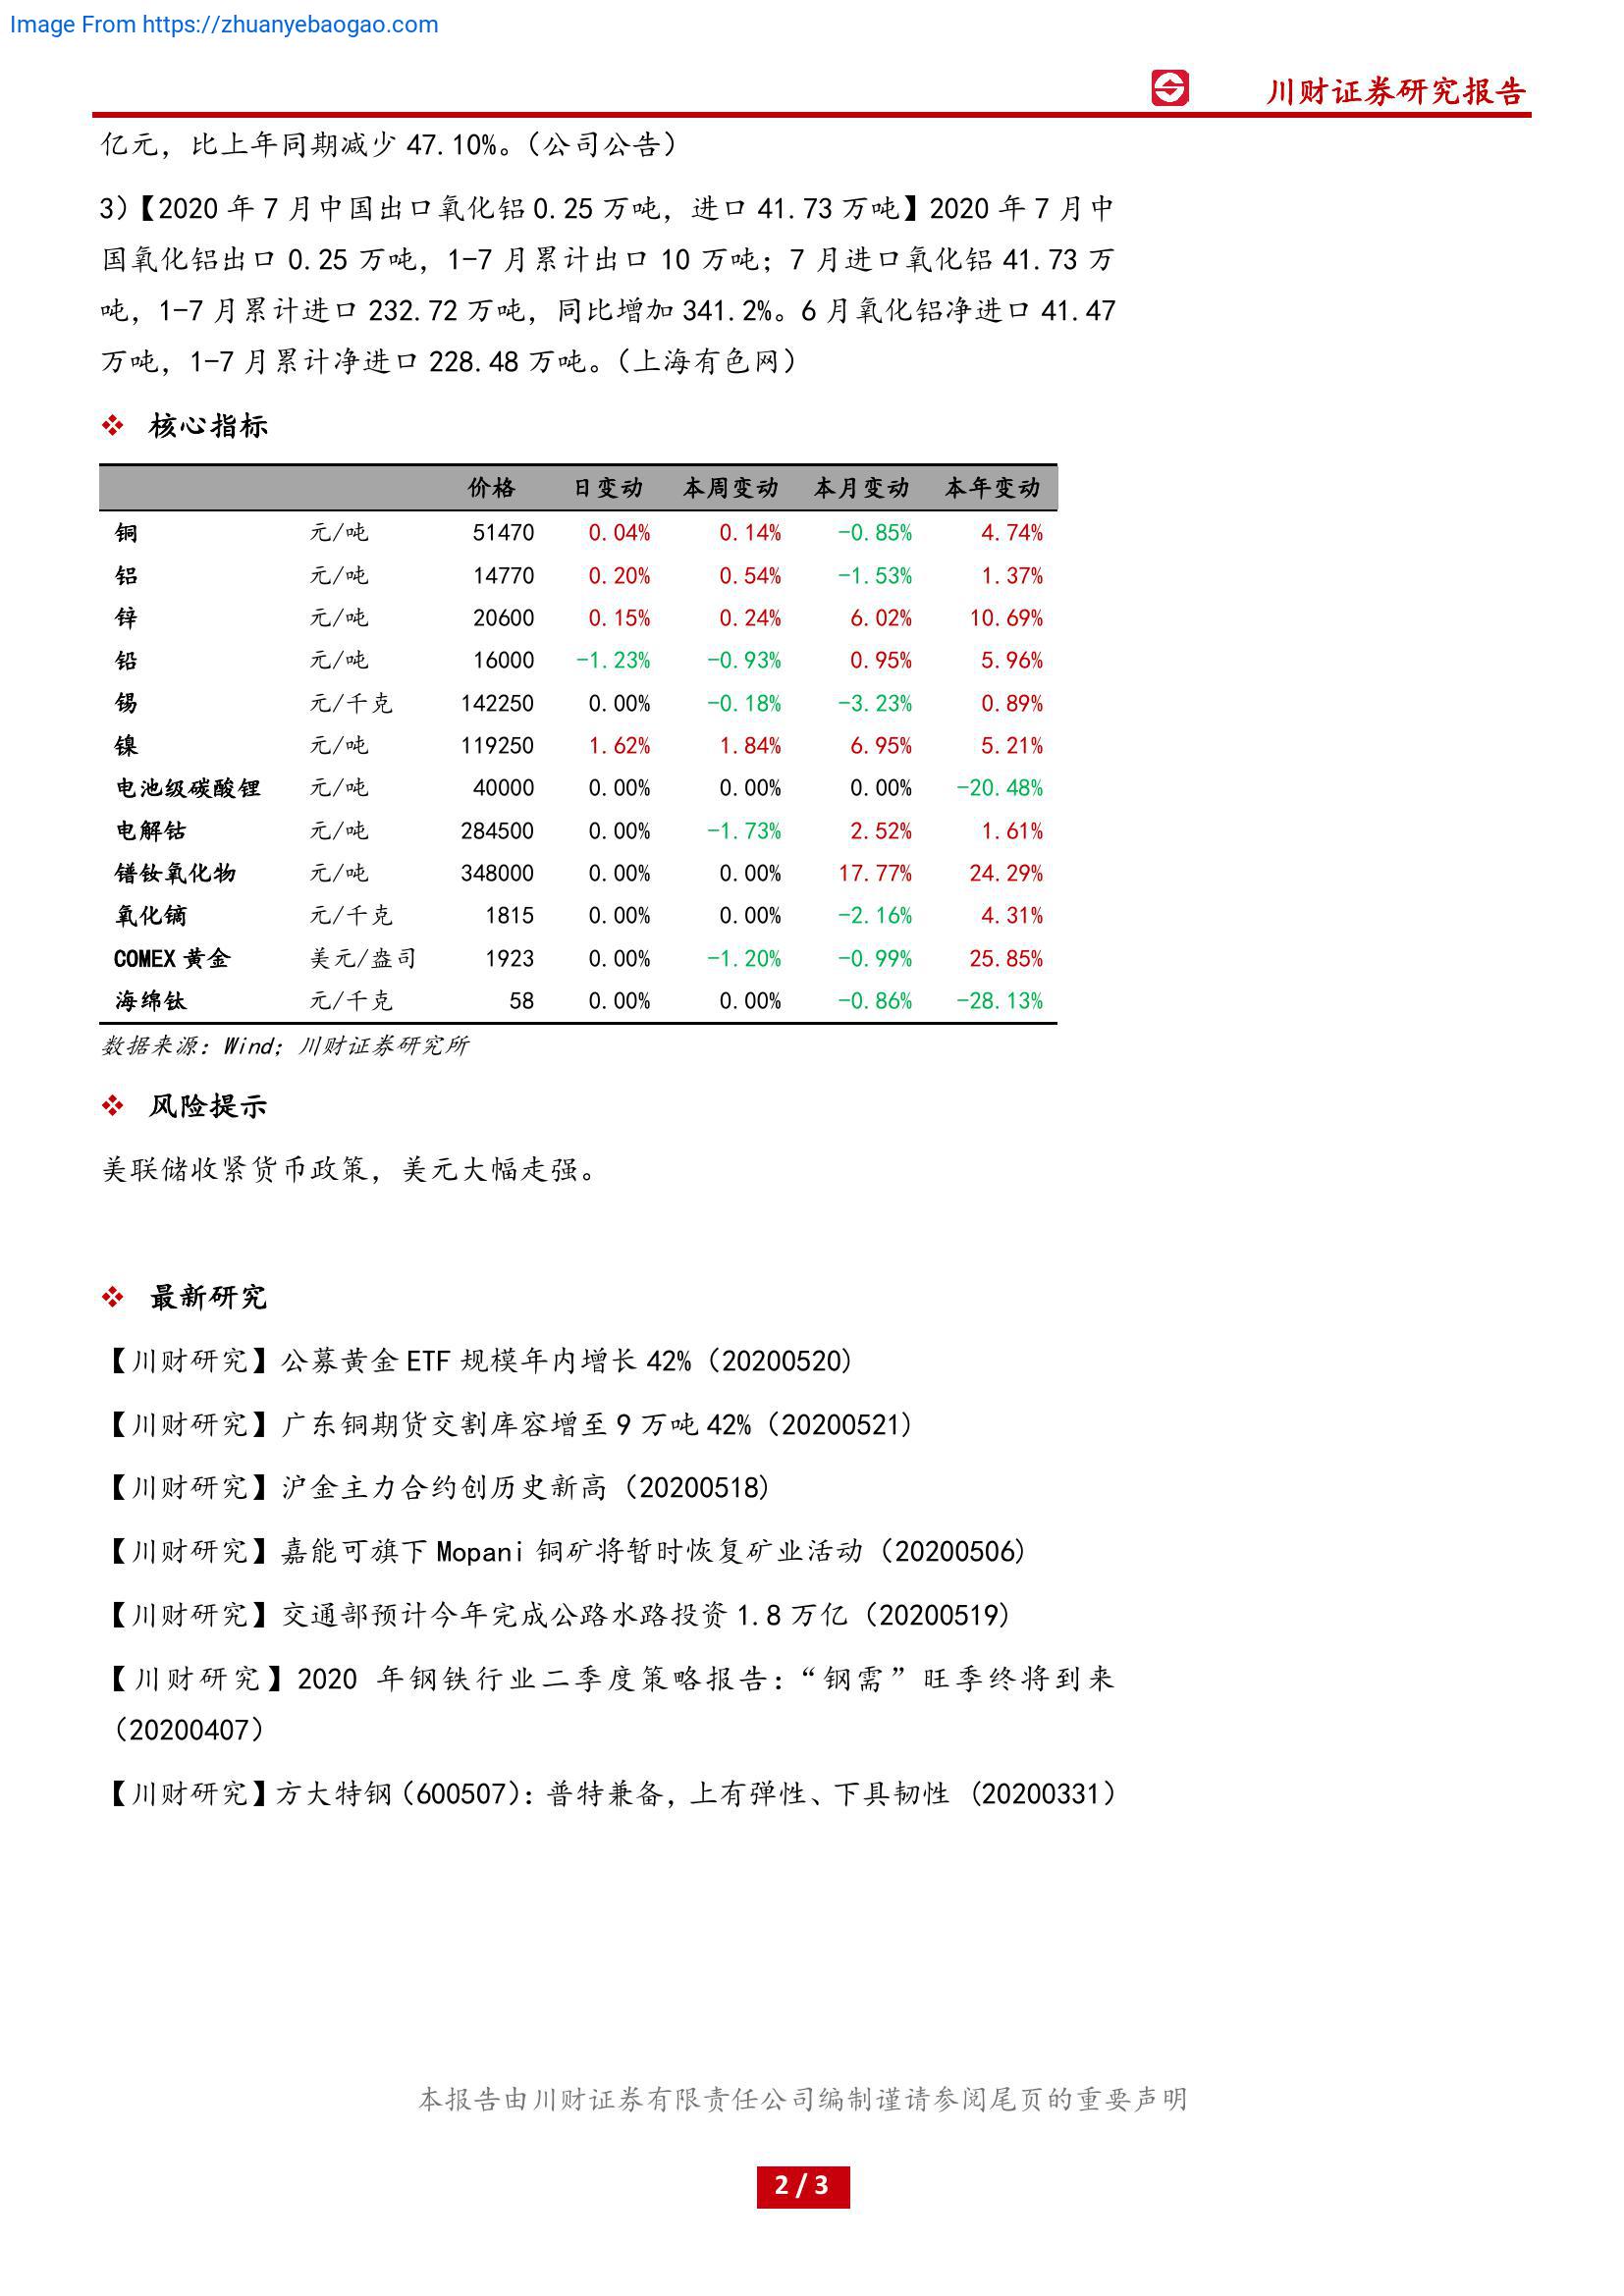 Image From https://zhuanyebaogao.com
川财证券研究报告
亿元，比上年同期减少 47.10%。（公司公告）
3）【2020 年 7 月中国出口氧化铝 0.25 万吨，进口 41.73 万吨】2020 年 7 月中
国氧化铝出口 0.25 万吨，1-7 月累计出口 10 万吨；7 月进口氧化铝 41.73 万
吨，1-7 月累计进口 232.72 万吨，同比增加 341.2%。6 月氧化铝净进口 41.47
万吨，1-7 月累计净进口 228.48 万吨。（上海有色网）
❖ 核心指标
价格 日变动 本周变动 本月变动 本年变动
铜 元/吨 51470 0.04% 0.14% -0.85% 4.74%
铝 元/吨 14770 0.20% 0.54% -1.53% 1.37%
锌 元/吨 20600 0.15% 0.24% 6.02% 10.69%
铅 元/吨 16000 -1.23% -0.93% 0.95% 5.96%
锡 元/千克 142250 0.00% -0.18% -3.23% 0.89%
镍 元/吨 119250 1.62% 1.84% 6.95% 5.21%
电池级碳酸锂 元/吨 40000 0.00% 0.00% 0.00% -20.48%
电解钴 元/吨 284500 0.00% -1.73% 2.52% 1.61%
镨钕氧化物 元/吨 348000 0.00% 0.00% 17.77% 24.29%
氧化镝 元/千克 1815 0.00% 0.00% -2.16% 4.31%
COMEX 黄金 美元/盎司 1923 0.00% -1.20% -0.99% 25.85%
海绵钛 元/千克 58 0.00% 0.00% -0.86% -28.13%
数据来源：Wind；川财证券研究所
❖ 风险提示
美联储收紧货币政策，美元大幅走强。
❖ 最新研究
【川财研究】公募黄金 ETF 规模年内增长 42%（20200520）
【川财研究】广东铜期货交割库容增至 9 万吨 42%（20200521）
【川财研究】沪金主力合约创历史新高（20200518）
【川财研究】嘉能可旗下 Mopani 铜矿将暂时恢复矿业活动（20200506）
【川财研究】交通部预计今年完成公路水路投资 1.8 万亿（20200519）
【川财研究】2020 年钢铁行业二季度策略报告：“钢需”旺季终将到来
（20200407）
【川财研究】方大特钢（600507）：普特兼备，上有弹性、下具韧性 (20200331）
本报告由川财证券有限责任公司编制谨请参阅尾页的重要声明
2 / 3